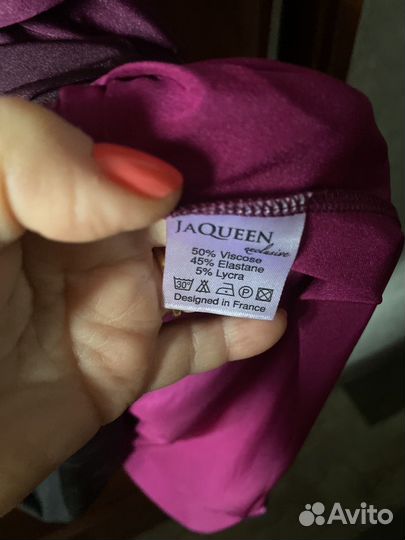 JAQUEEN
exclusive
50% Viscose
45% Elastane
5% Lycra
30° P
Designed in France
Avito